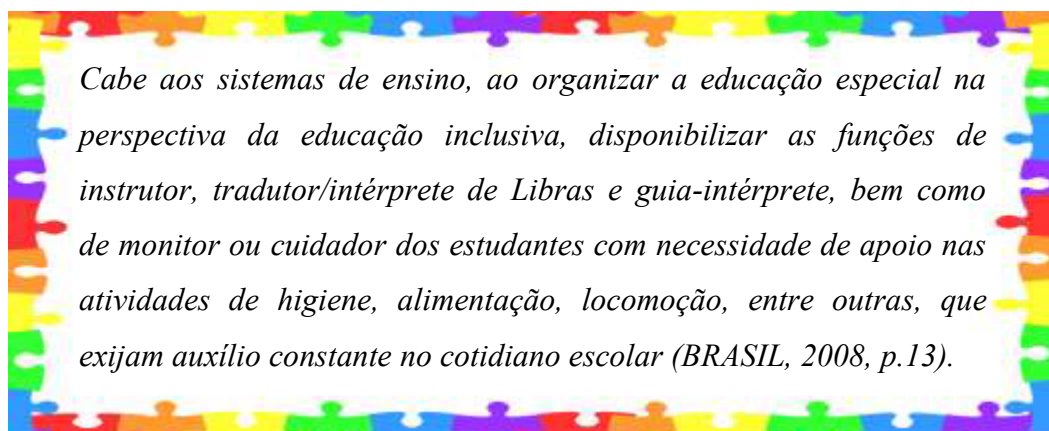 Cabe aos sistemas de ensino, ao organizar a educação especial na
perspectiva da educação inclusiva, disponibilizar as funções de
instrutor, tradutor/intérprete de Libras e guia-intérprete, bem como
de monitor ou cuidador dos estudantes com necessidade de apoio nas
atividades de higiene, alimentação, locomoção, entre outras, que
exijam auxílio constante no cotidiano escolar (BRASIL, 2008, p.13).